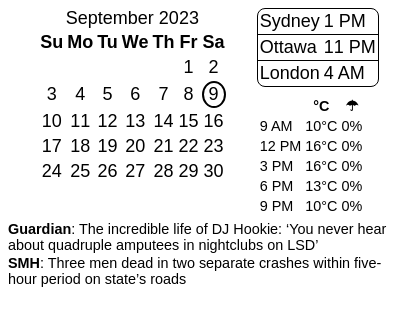 September 2023
Su Mo Tu We Th Fr Sa
1 2
3 4 5 6 7 8 9
10 11 12 13 14 15 16
17 18 19 20 21 22 23
24 25 26 27 28 29 30
Sydney 1 PM
Ottawa 11 PM
London 4 AM
°C ☂
9 AM 10°C 0%
12 PM 16°C 0%
3 PM 16°C 0%
6 PM 13°C 0%
9 PM 10°C 0%
Guardian: The incredible life of DJ Hookie: ‘You never hear
about quadruple amputees in nightclubs on LSD’
SMH: Three men dead in two separate crashes within five-
hour period on state’s roads